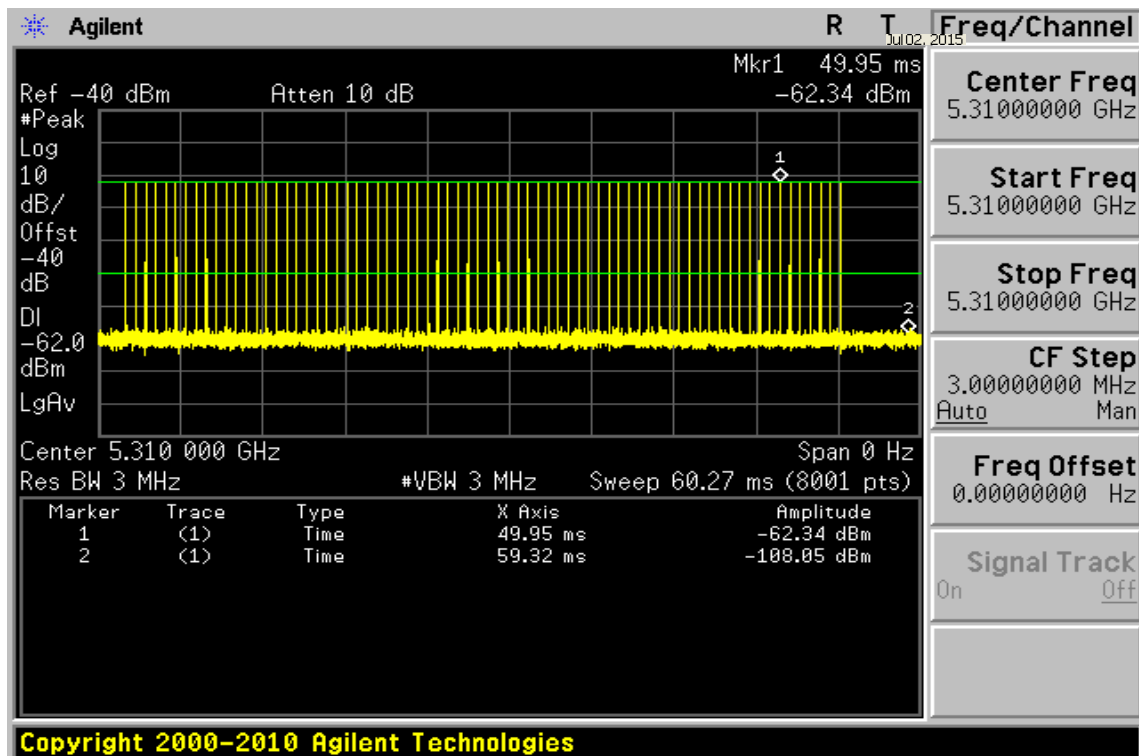 Agilent R T Freq/Channel
Jul 02, 2015
Mkr1 49.95 ms
Ref -40 dBm Atten 10 dB -62.34 dBm
#Peak
Log
10
dB/
Offst
-40
dB
DI
-62.0
dBm
LgAv
1
2
Center 5.310 000 GHz Span 0 Hz
Res BW 3 MHz #VBW 3 MHz Sweep 60.27 ms (8001 pts)
Marker Trace Type X Axis Amplitude
1 (1) Time 49.95 ms -62.34 dBm
2 (1) Time 59.32 ms -108.05 dBm
Center Freq
5.31000000 GHz
Start Freq
5.31000000 GHz
Stop Freq
5.31000000 GHz
CF Step
3.00000000 MHz
Auto Man
Freq Offset
0.00000000 Hz
Signal Track
On Off
Copyright 2000-2010 Agilent Technologies